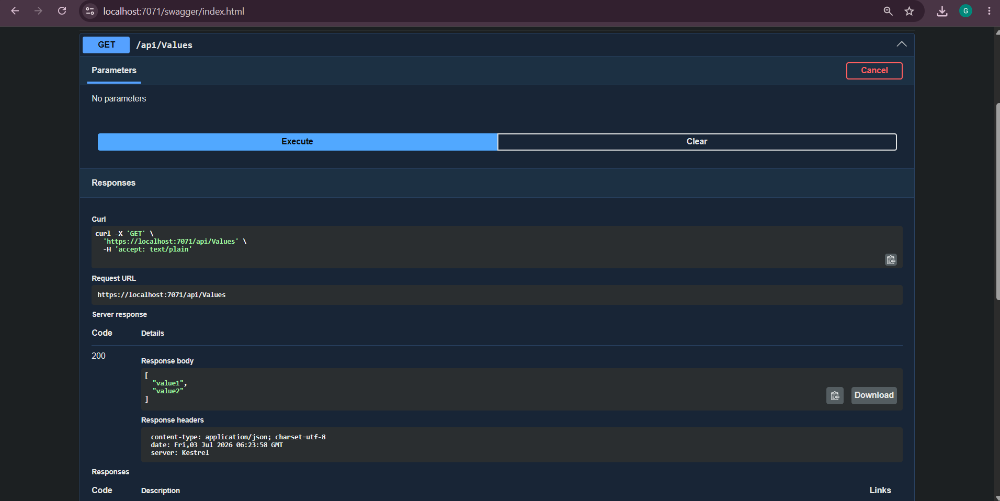 localhost:7071/swagger/index.html
G
GET /api/Values
Parameters
Cancel
No parameters
Execute
Clear
Responses
Curl
curl -X 'GET' \
'https://localhost:7071/api/Values' \
-H 'accept: text/plain'
Request URL
https://localhost:7071/api/Values
Server response
Code Details
200
Response body
[
"value1",
"value2"
]
Download
Response headers
content-type: application/json; charset=utf-8
date: Fri,03 Jul 2026 06:23:58 GMT
server: Kestrel
Responses
Code Description Links